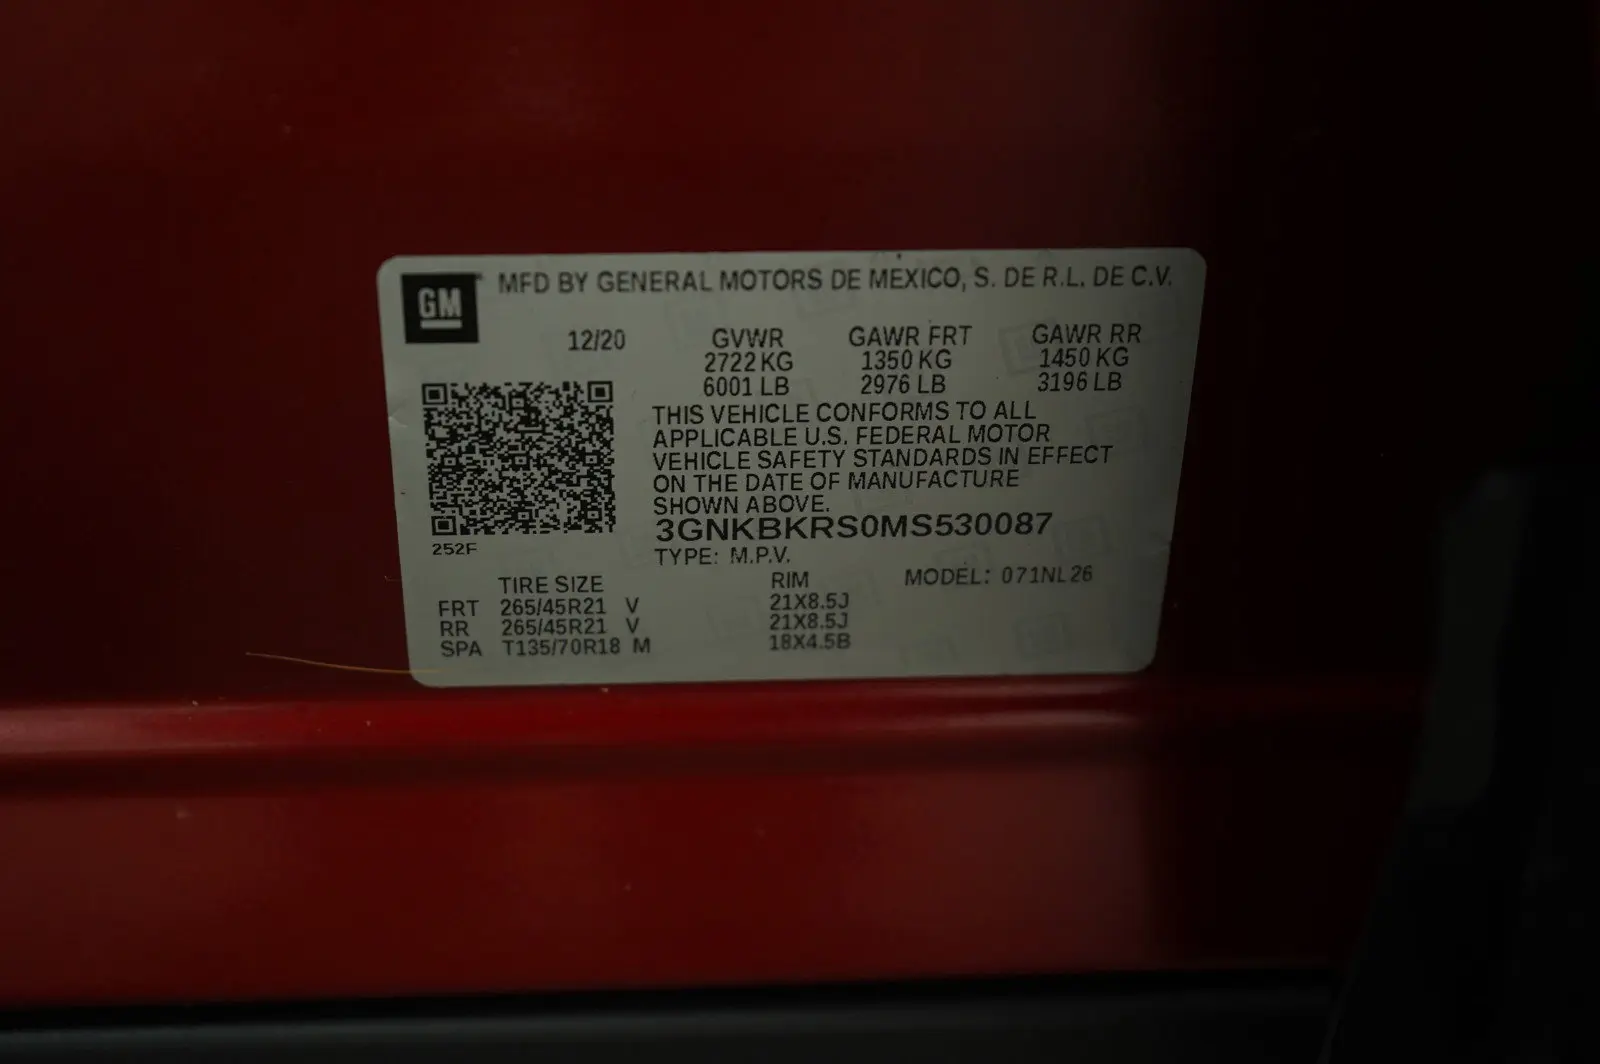 GM MFD BY GENERAL MOTORS DE MEXICO, S. DE R.L. DE C.V.
12/20 GVWR GAWR FRT GAWR RR
2722 KG 1350 KG 1450 KG
6001 LB 2976 LB 3196 LB
THIS VEHICLE CONFORMS TO ALL
APPLICABLE U.S. FEDERAL MOTOR
VEHICLE SAFETY STANDARDS IN EFFECT
ON THE DATE OF MANUFACTURE
SHOWN ABOVE.
3GNKBKRS0MS530087
252F TYPE: M.P.V.
TIRE SIZE RIM MODEL: 071NL26
FRT 265/45R21 V 21X8.5J
RR 265/45R21 V 21X8.5J
SPA T135/70R18 M 18X4.5B